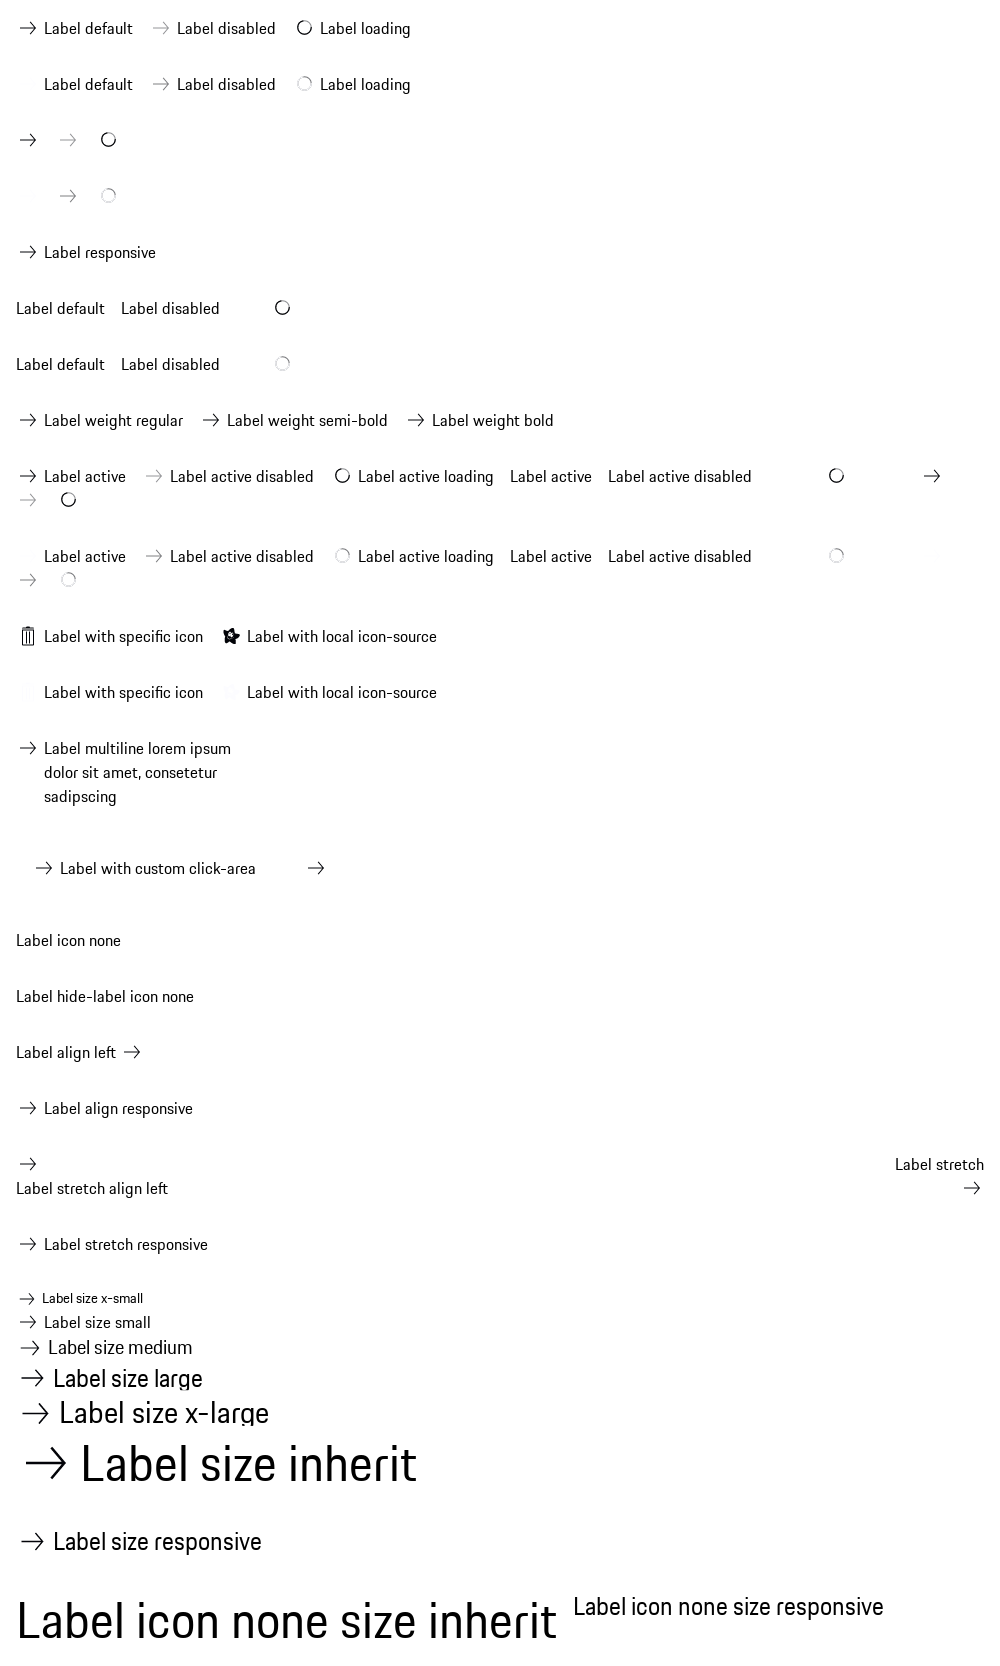 Label default Label disabled Label loading
Label default Label disabled Label loading
Label responsive
Label default Label disabled
Label default Label disabled
Label weight regular Label weight semi-bold Label weight bold
Label active Label active disabled Label active loading Label active Label active disabled
Label active Label active disabled Label active loading Label active Label active disabled
Label with specific icon Label with local icon-source
Label with specific icon Label with local icon-source
Label multiline lorem ipsum
dolor sit amet, consetetur
sadipscing
Label with custom click-area
Label icon none
Label hide-label icon none
Label align left
Label align responsive
Label stretch
Label stretch align left
Label stretch responsive
Label size x-small
Label size small
Label size medium
Label size large
Label size x-large
Label size inherit
Label size responsive
Label icon none size inherit Label icon none size responsive